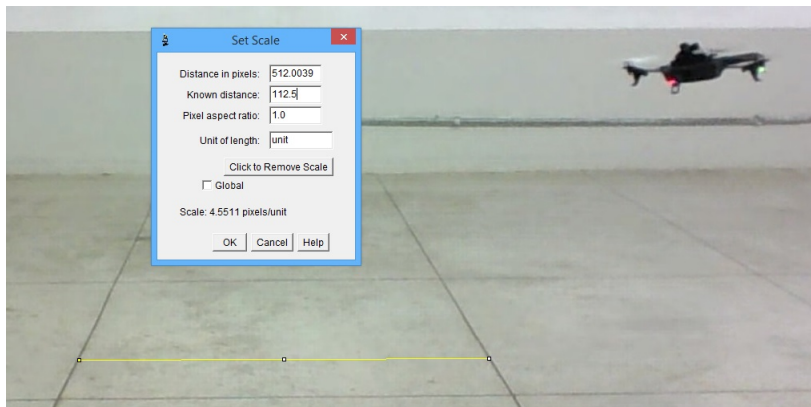 Set Scale
Distance in pixels: 512.0039
Known distance: 112.5
Pixel aspect ratio: 1.0
Unit of length: unit
Click to Remove Scale
Global
Scale: 4.5511 pixels/unit
OK Cancel Help